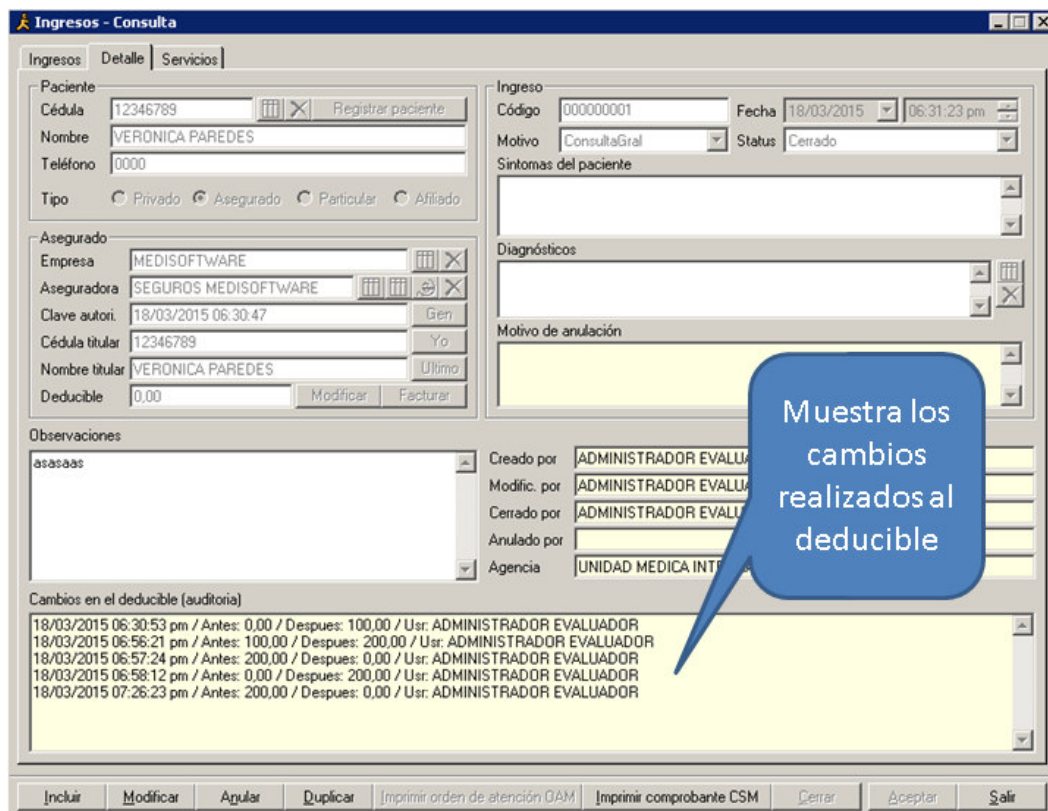 Ingresos - Consulta
Ingresos Detalle Servicios
Paciente
Cédula 12346789 Registrar paciente
Nombre VERONICA PAREDES
Teléfono 0000
Tipo Privado Asegurado Particular Afiliado
Asegurado
Empresa MEDISOFTWARE
Aseguradora SEGUROS MEDISOFTWARE
Clave autori. 18/03/2015 06:30:47 Gen
Cédula titular 12346789 Yo
Nombre titular VERONICA PAREDES Ultimo
Deducible 0,00 Modificar Facturar
Ingreso
Código 000000001 Fecha 18/03/2015 06:31:23 pm
Motivo ConsultaGral Status Cerrado
Sintomas del paciente
Diagnósticos
Motivo de anulación
Muestra los
cambios
realizados al
deducible
Observaciones
asasaas
Creado por ADMINISTRADOR
Modific. por ADMINISTRADOR
Cerrado por ADMINISTRADOR
Anulado por
Agencia UNIDAD MEDICA
Cambios en el deducible (auditoria)
18/03/2015 06:30:53 pm / Antes: 0,00 / Despues: 100,00 / Usr: ADMINISTRADOR EVALUADOR
18/03/2015 06:56:21 pm / Antes: 100,00 / Despues: 200,00 / Usr: ADMINISTRADOR EVALUADOR
18/03/2015 06:57:24 pm / Antes: 200,00 / Despues: 0,00 / Usr: ADMINISTRADOR EVALUADOR
18/03/2015 06:58:12 pm / Antes: 0,00 / Despues: 200,00 / Usr: ADMINISTRADOR EVALUADOR
18/03/2015 07:26:23 pm / Antes: 200,00 / Despues: 0,00 / Usr: ADMINISTRADOR EVALUADOR
Incluir Modificar Anular Duplicar Imprimir orden de atención OAM Imprimir comprobante CSM Cerrar Aceptar Salir